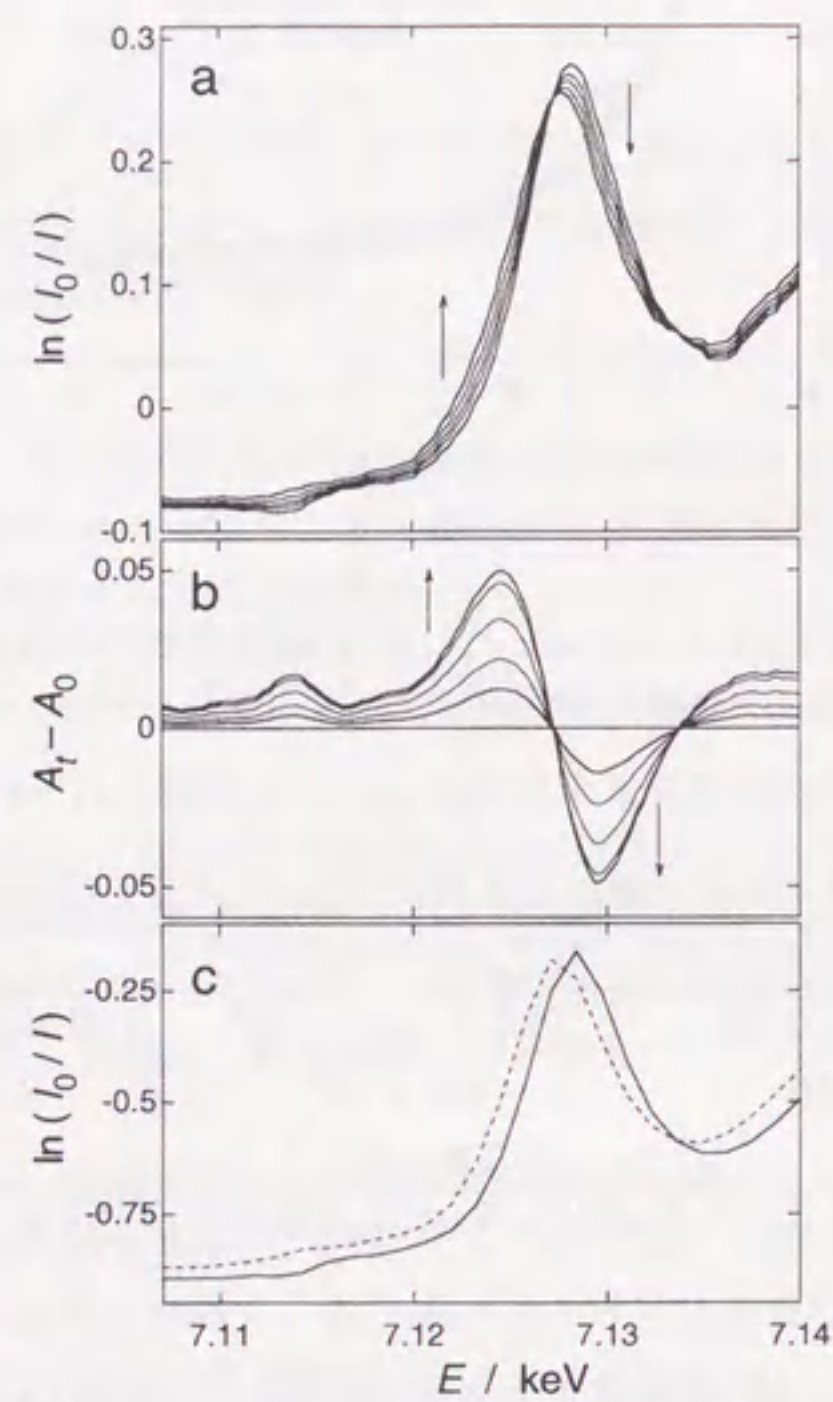 a
0.3
0.2
0.1
0
-0.1
ln ( I₀ / I )
b
0.05
0
-0.05
Aₜ − A₀
c
-0.25
-0.5
-0.75
ln ( I₀ / I )
7.11 7.12 7.13 7.14
E / keV